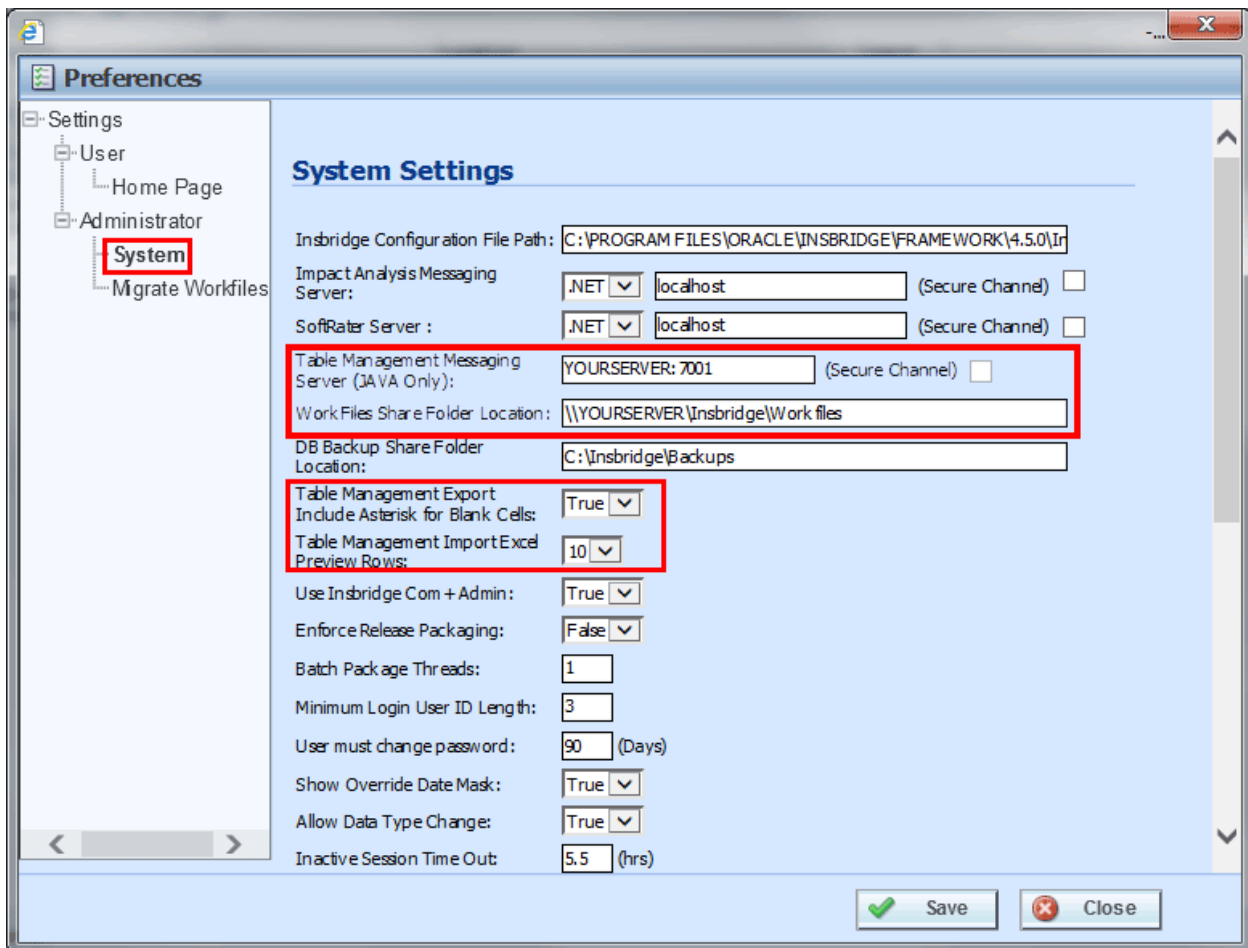 -...
X
Preferences
Settings
User
Home Page
Administrator
System
Migrate Workfiles
System Settings
Insbridge Configuration File Path: C:\PROGRAM FILES\ORACLE\INSBRIDGE\FRAMEWORK\4.5.0\In
Impact Analysis Messaging
Server: .NET localhost (Secure Channel)
SoftRater Server : .NET localhost (Secure Channel)
Table Management Messaging
Server (JAVA Only): YOURSERVER: 7001 (Secure Channel)
Work Files Share Folder Location: \\YOURSERVER\Insbridge\Work files
DB Backup Share Folder
Location: C:\Insbridge\Backups
Table Management Export
Include Asterisk for Blank Cells: True
Table Management Import Excel
Preview Rows: 10
Use Insbridge Com + Admin: True
Enforce Release Packaging: False
Batch Package Threads: 1
Minimum Login User ID Length: 3
User must change password: 90 (Days)
Show Override Date Mask: True
Allow Data Type Change: True
Inactive Session Time Out: 5.5 (hrs)
Save
Close